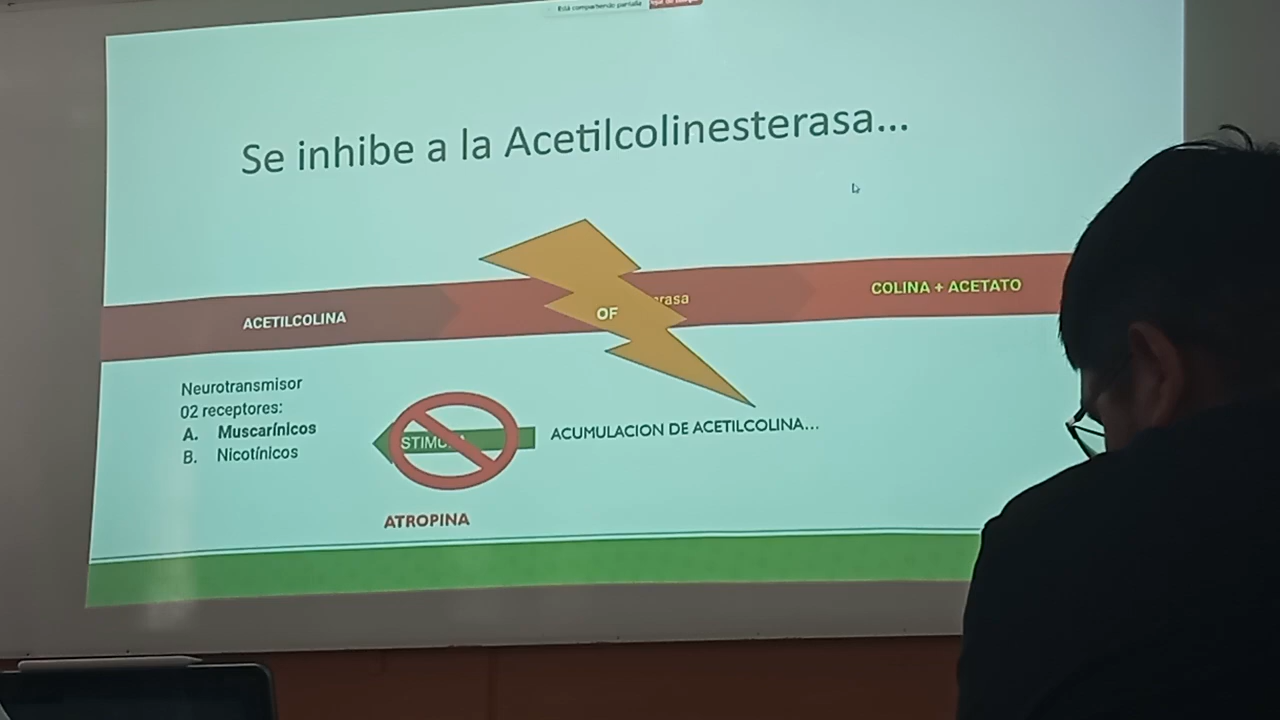 Está compartiendo pantalla
Se inhibe a la Acetilcolinesterasa...
ACETILCOLINA
OF
erasa
COLINA + ACETATO
Neurotransmisor
02 receptores:
A. Muscarínicos
B. Nicotínicos
STIMU
ACUMULACION DE ACETILCOLINA...
ATROPINA